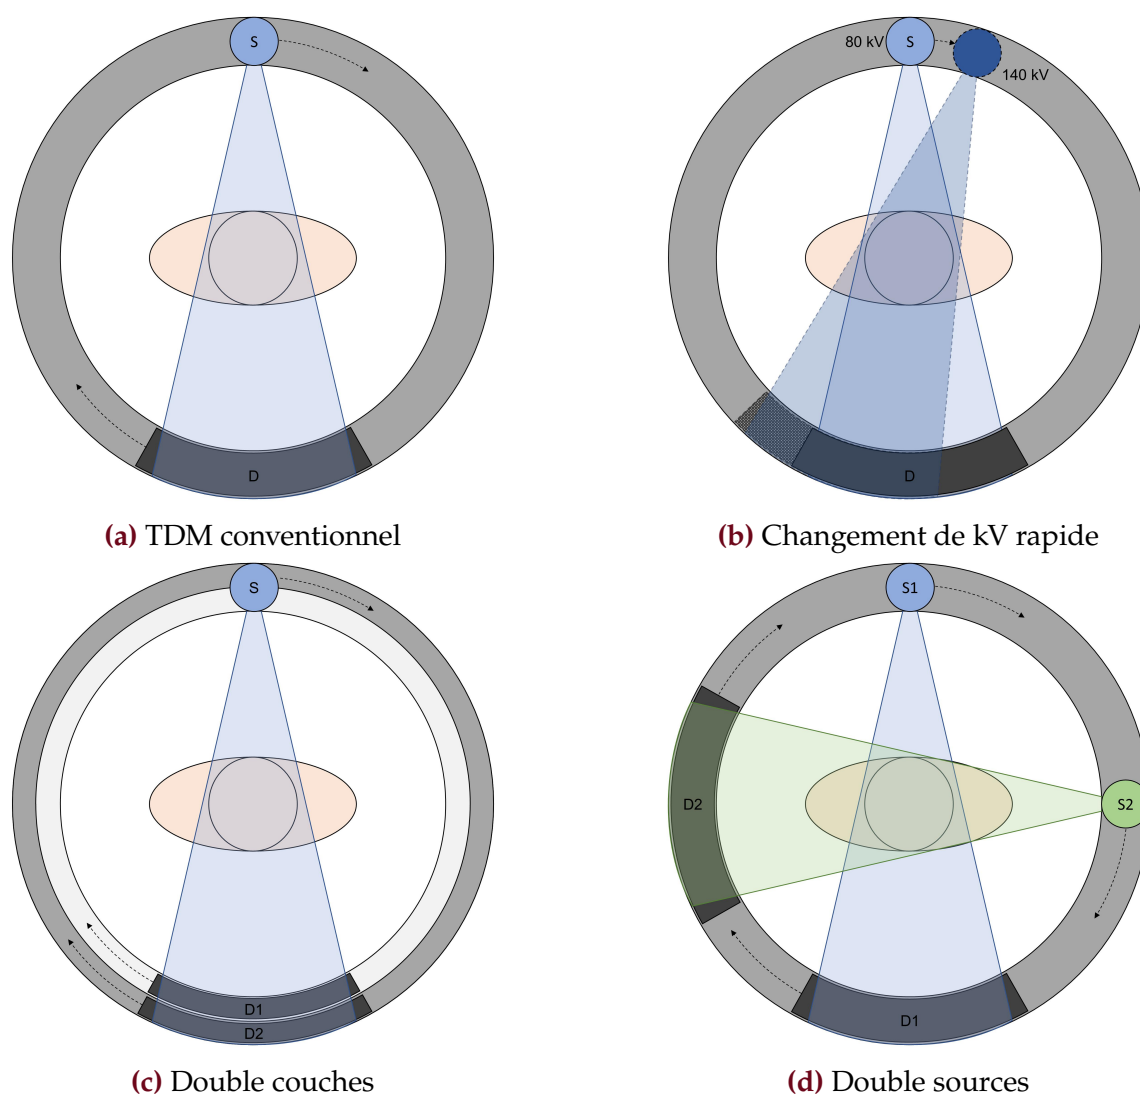 S
D
(a) TDM conventionnel
80 kV
S
140 kV
D
(b) Changement de kV rapide
S
D1
D2
(c) Double couches
S1
D2
S2
D1
(d) Double sources